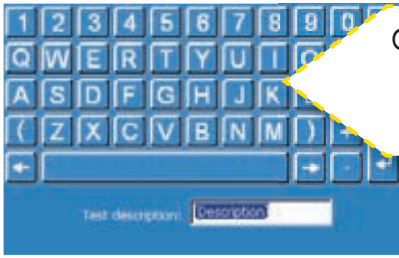 1 2 3 4 5 6 7 8 9 0
Q W E R T Y U I O
A S D F G H J K
( Z X C V B N M ) +
← → . ↵
Test description: Description